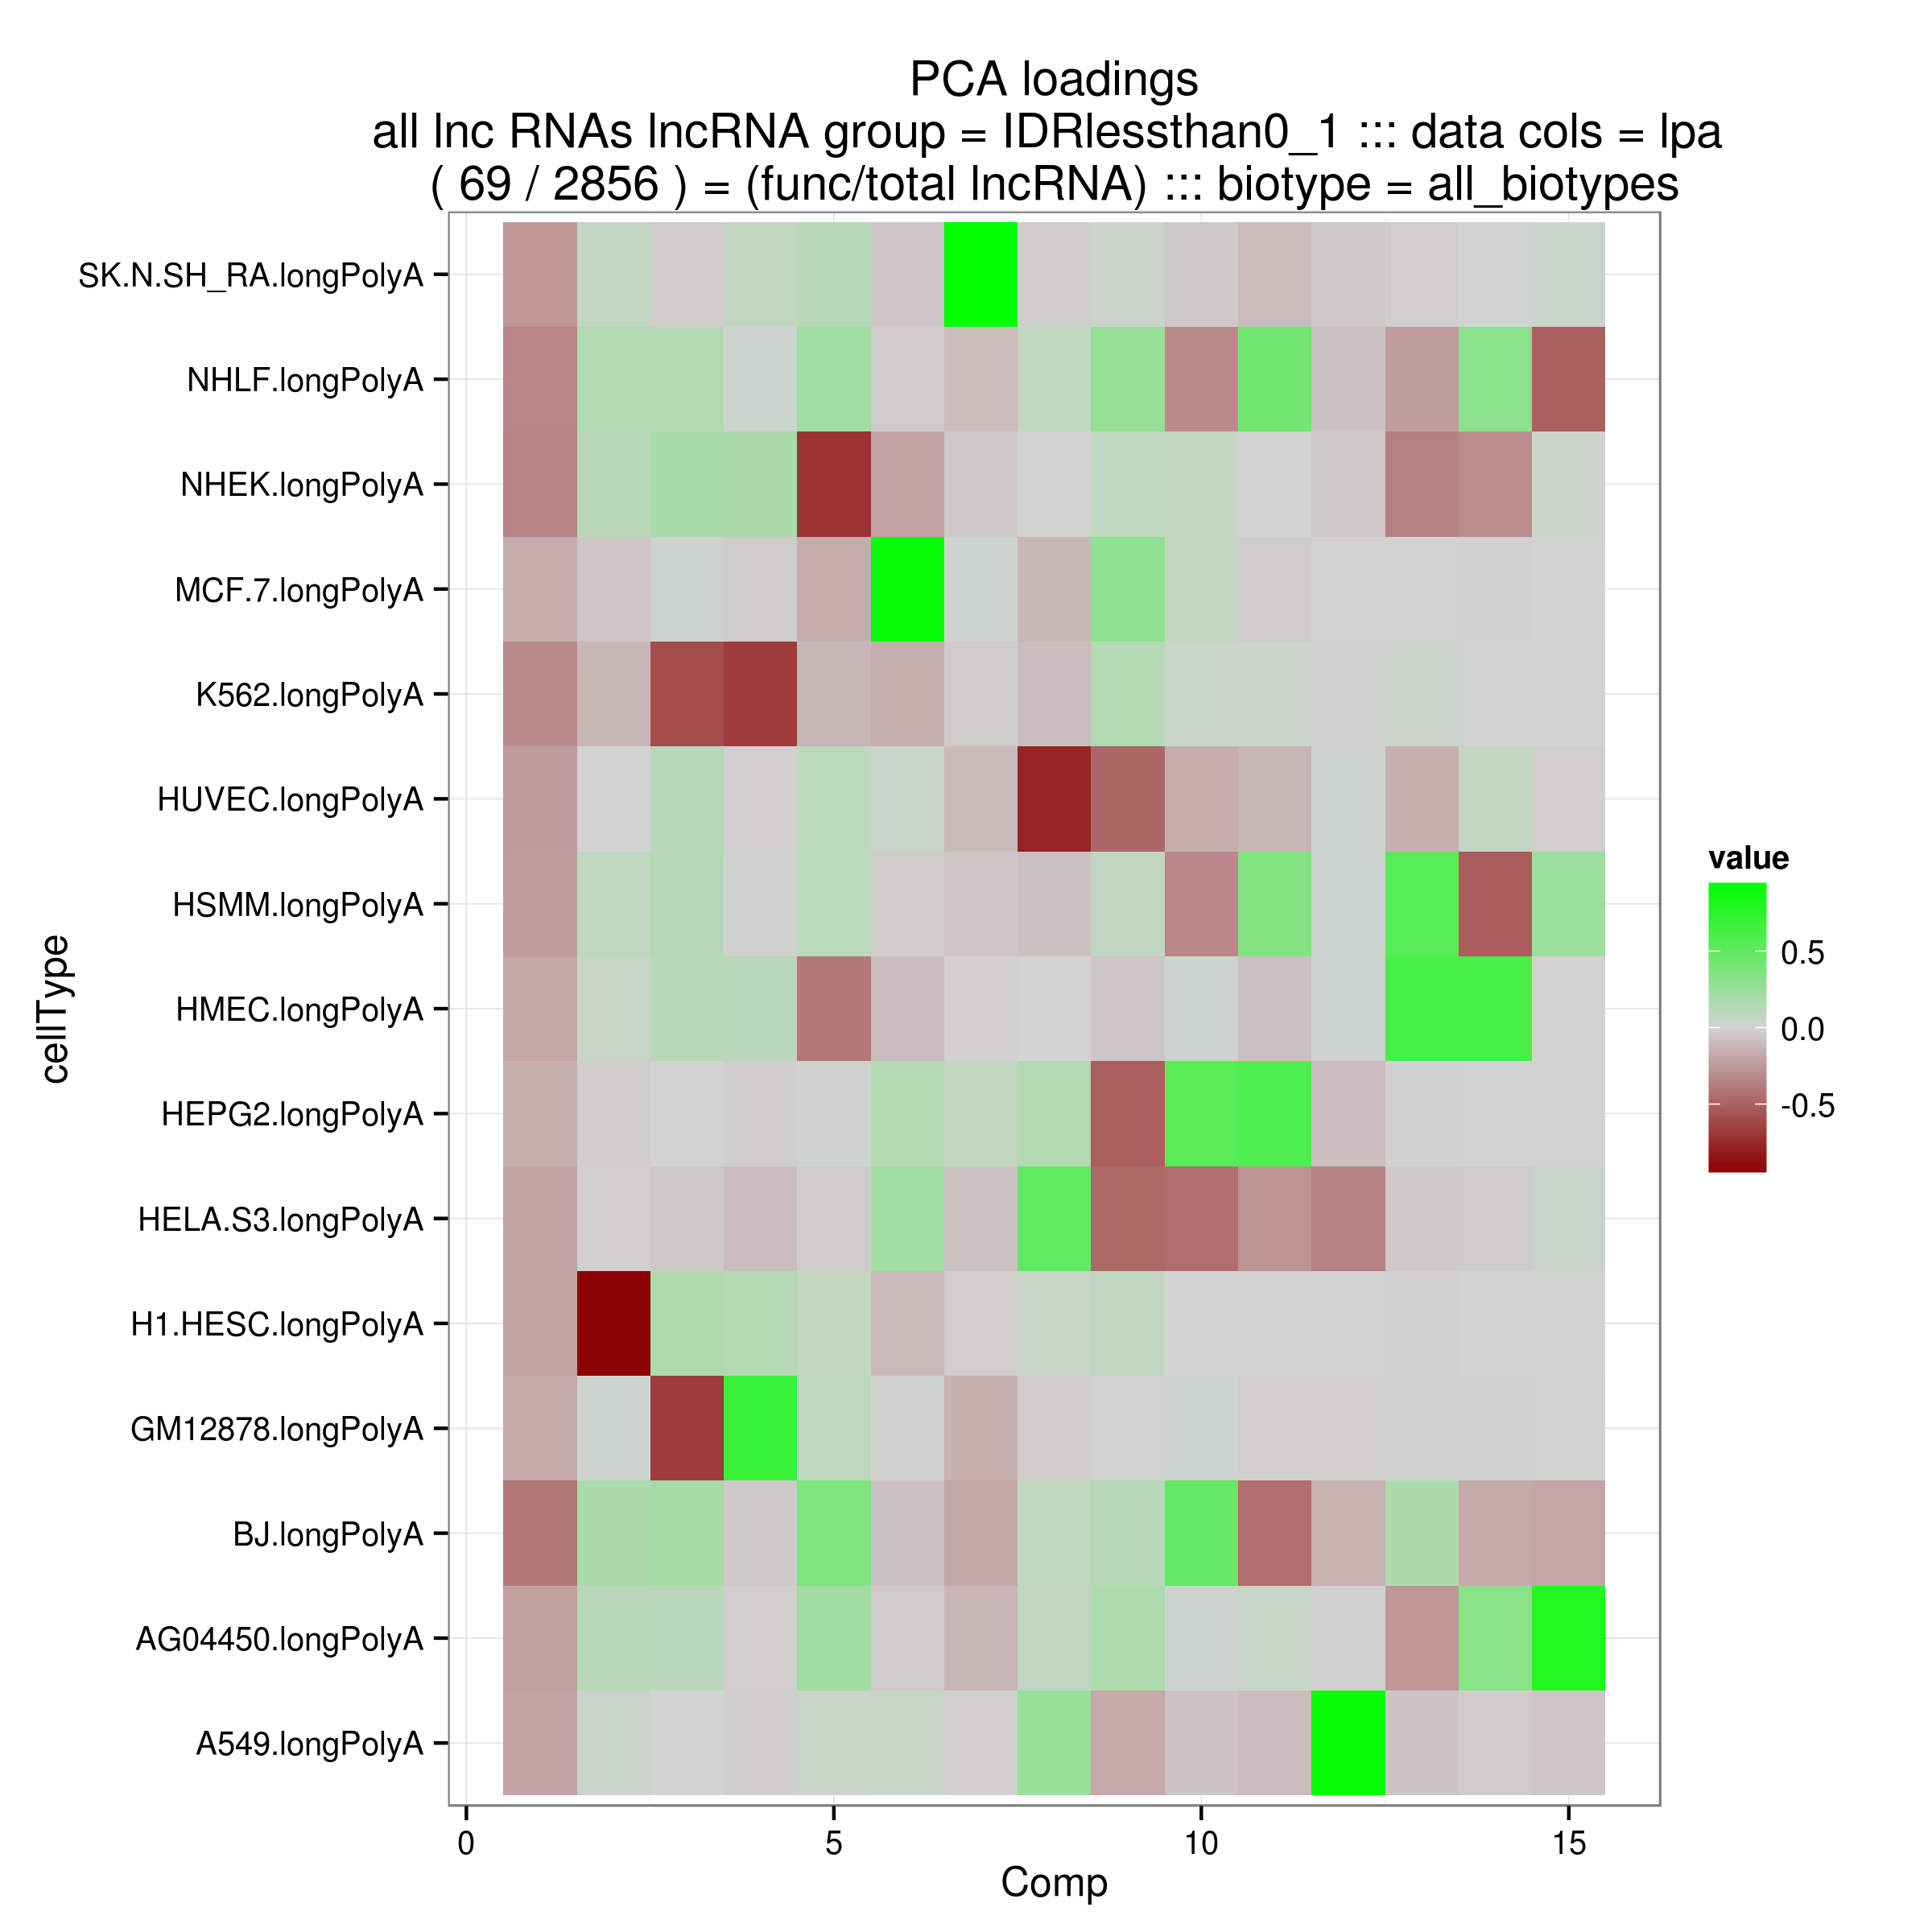 PCA loadings
all lnc RNAs lncRNA group = IDRlessthan0_1 ::: data cols = lpa
( 69 / 2856 ) = (func/total lncRNA) ::: biotype = all_biotypes
SK.N.SH_RA.longPolyA
NHLF.longPolyA
NHEK.longPolyA
MCF.7.longPolyA
K562.longPolyA
HUVEC.longPolyA
HSMM.longPolyA
HMEC.longPolyA
HEPG2.longPolyA
HELA.S3.longPolyA
H1.HESC.longPolyA
GM12878.longPolyA
BJ.longPolyA
AG04450.longPolyA
A549.longPolyA
cellType
0
5
10
15
Comp
value
0.5
0.0
-0.5